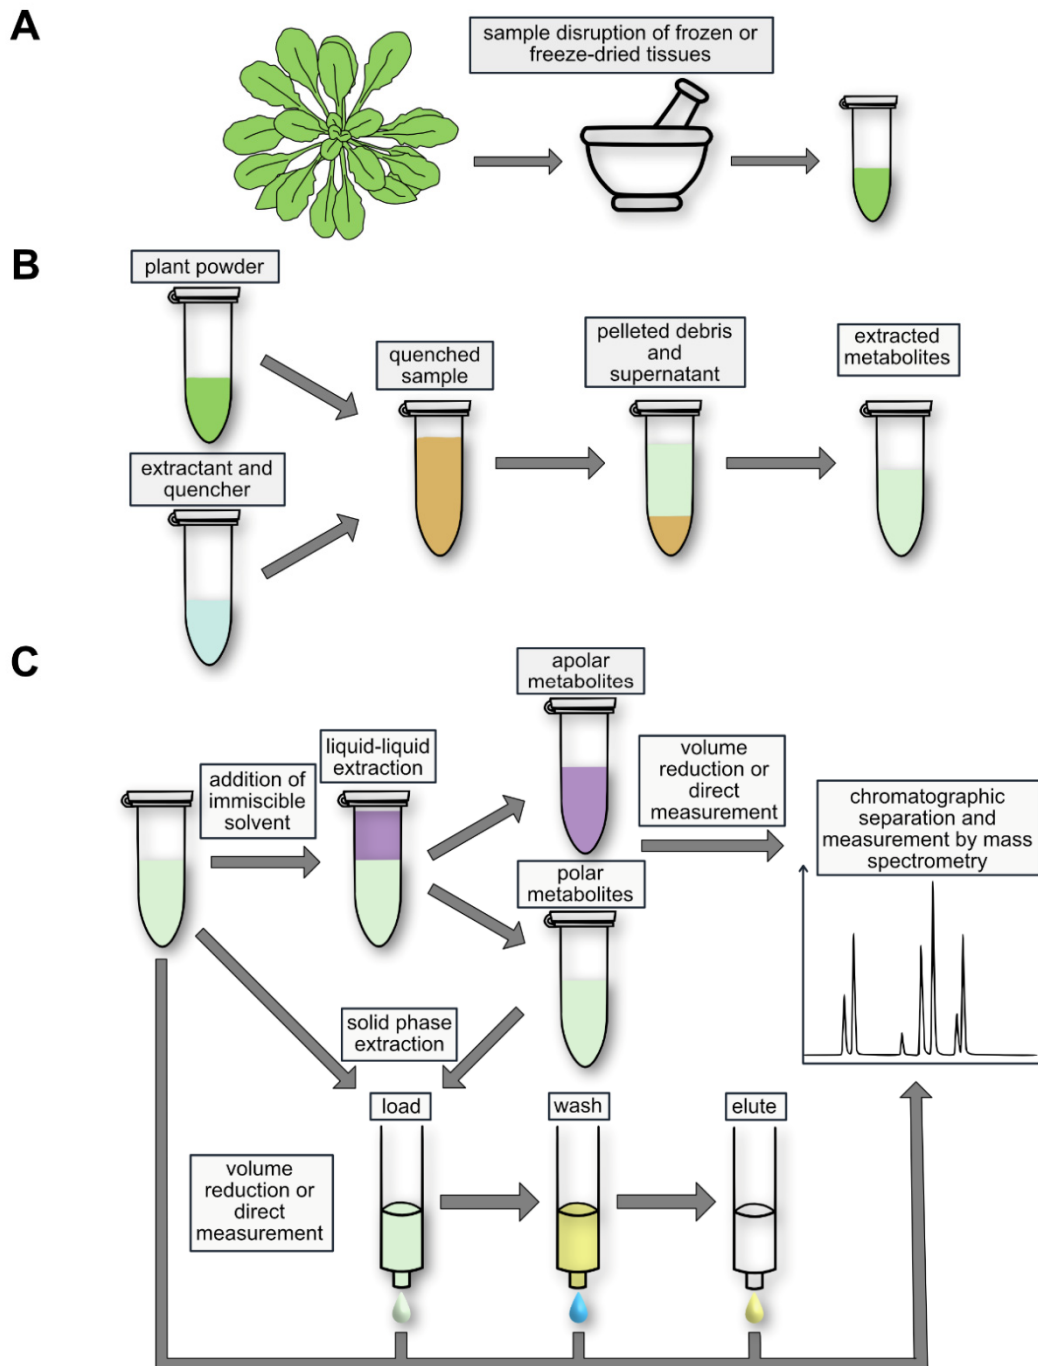 A
sample disruption of frozen or
freeze-dried tissues
B
plant powder
extractant and
quencher
quenched
sample
pelleted debris
and
supernatant
extracted
metabolites
C
addition of
immiscible
solvent
liquid-liquid
extraction
apolar
metabolites
polar
metabolites
volume
reduction or
direct
measurement
chromatographic
separation and
measurement by mass
spectrometry
solid phase
extraction
load
wash
elute
volume
reduction or
direct
measurement